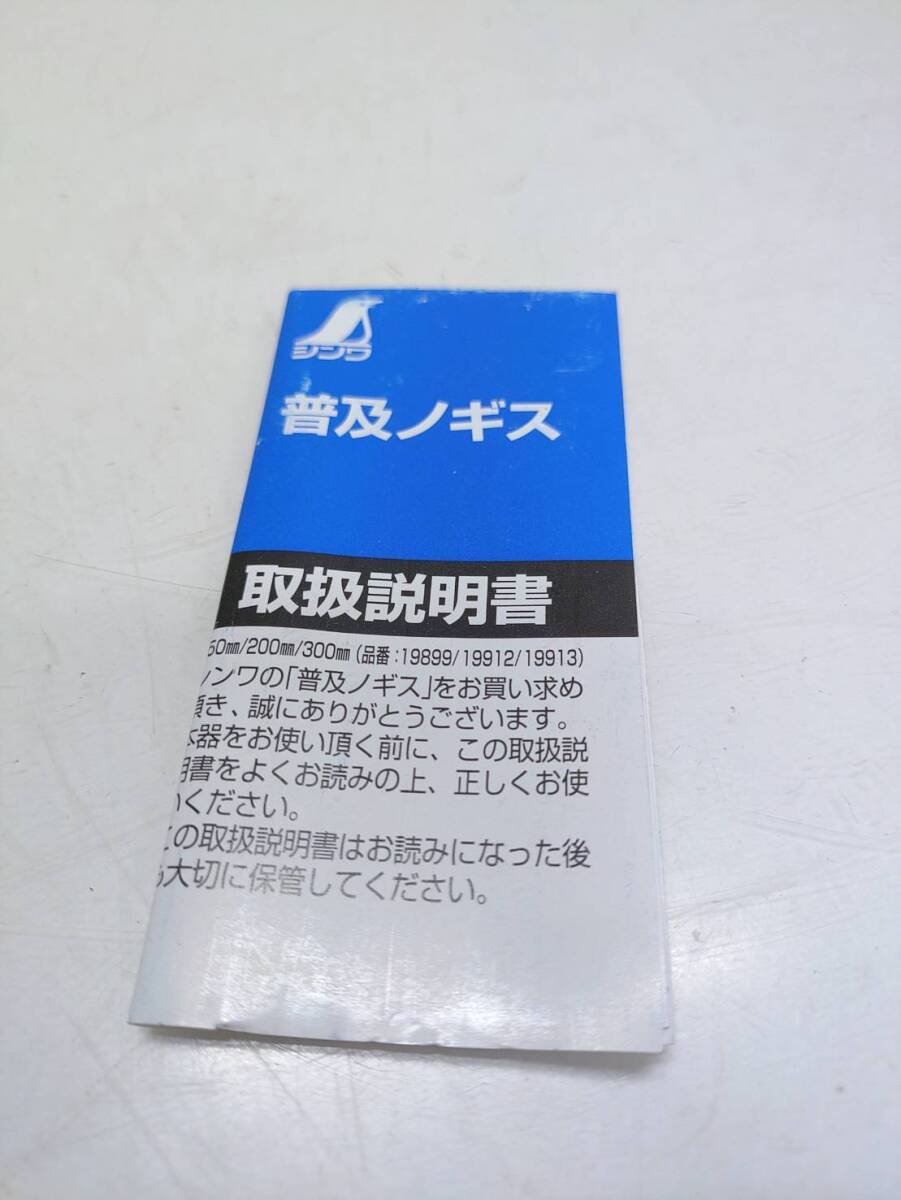 シンワ
普及ノギス
取扱説明書
50㎜/200㎜/300㎜(品番:19899/19912/19913)
シンワの「普及ノギス」をお買い求め
頂き、誠にありがとうございます。
本器をお使い頂く前に、この取扱説
明書をよくお読みの上、正しくお使
いください。
この取扱説明書はお読みになった後
も大切に保管してください。